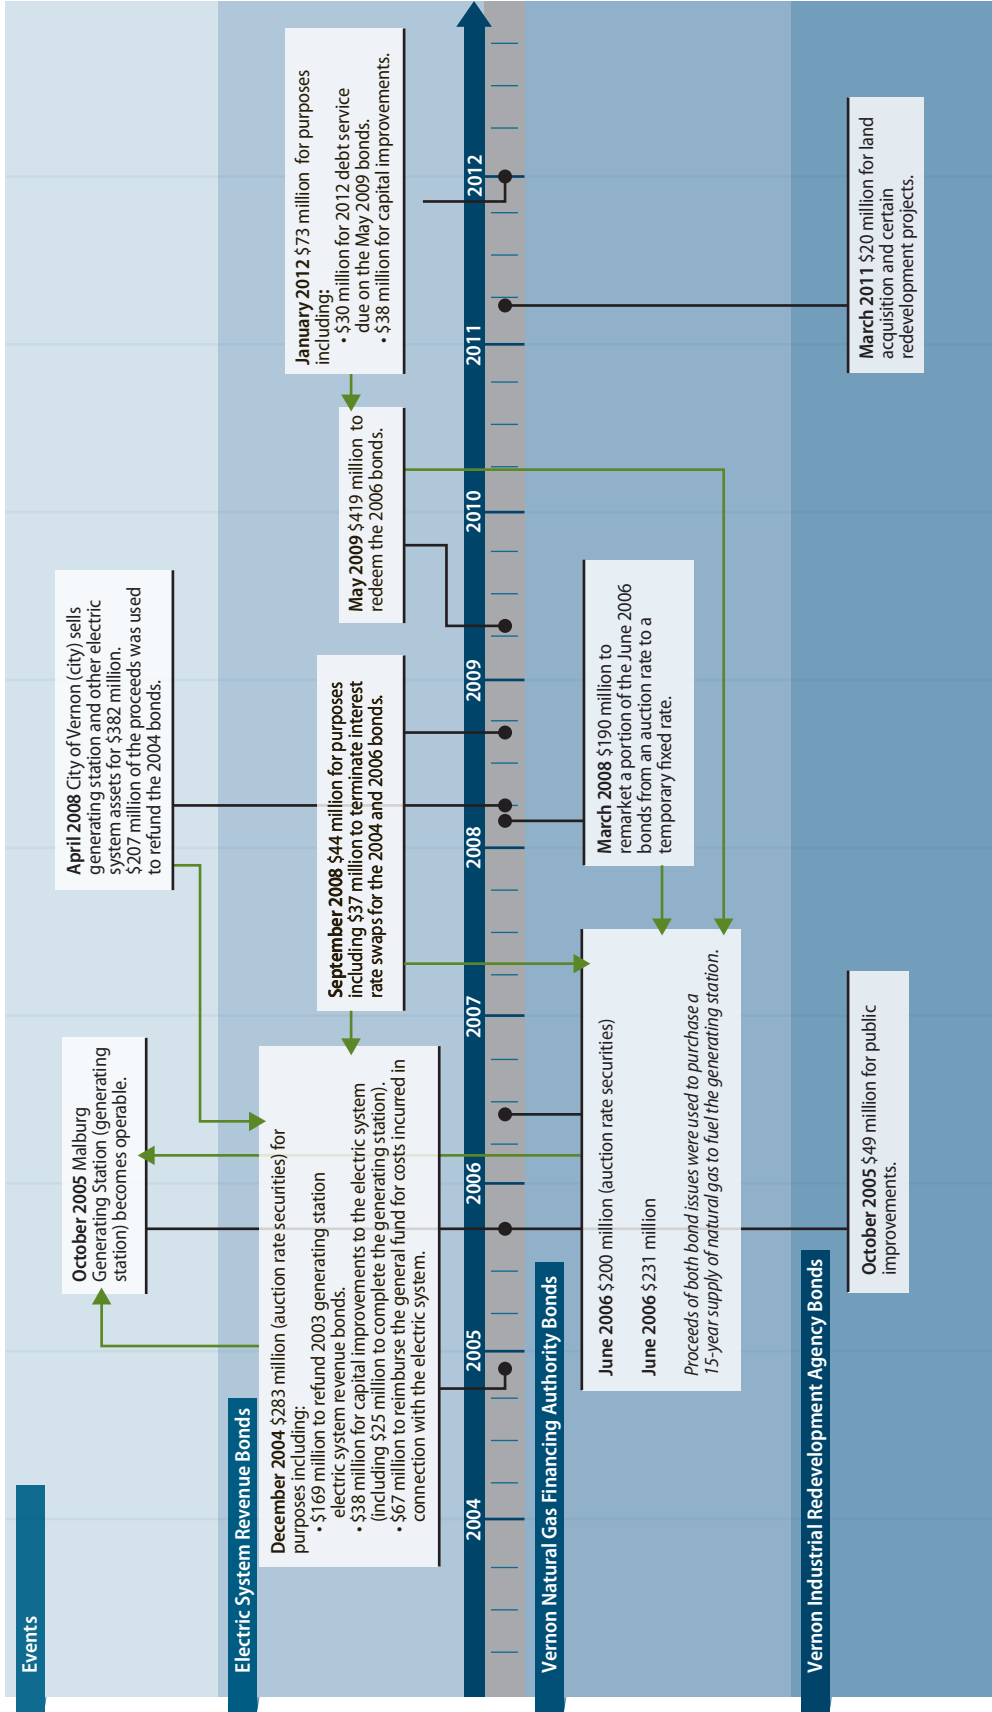 Events
October 2005 Malburg
Generating Station (generating
station) becomes operable.
April 2008 City of Vernon (city) sells
generating station and other electric
system assets for $382 million.
$207 million of the proceeds was used
to refund the 2004 bonds.
Electric System Revenue Bonds
December 2004 $283 million (auction rate securities) for
purposes including:
• $169 million to refund 2003 generating station
electric system revenue bonds.
• $38 million for capital improvements to the electric system
(including $25 million to complete the generating station).
• $67 million to reimburse the general fund for costs incurred in
connection with the electric system.
September 2008 $44 million for purposes
including $37 million to terminate interest
rate swaps for the 2004 and 2006 bonds.
May 2009 $419 million to
redeem the 2006 bonds.
January 2012 $73 million for purposes
including:
• $30 million for 2012 debt service
due on the May 2009 bonds.
• $38 million for capital improvements.
2004
2005
2006
2007
2008
2009
2010
2011
2012
Vernon Natural Gas Financing Authority Bonds
June 2006 $200 million (auction rate securities)
June 2006 $231 million
Proceeds of both bond issues were used to purchase a
15-year supply of natural gas to fuel the generating station.
March 2008 $190 million to
remarket a portion of the June 2006
bonds from an auction rate to a
temporary fixed rate.
Vernon Industrial Redevelopment Agency Bonds
October 2005 $49 million for public
improvements.
March 2011 $20 million for land
acquisition and certain
redevelopment projects.